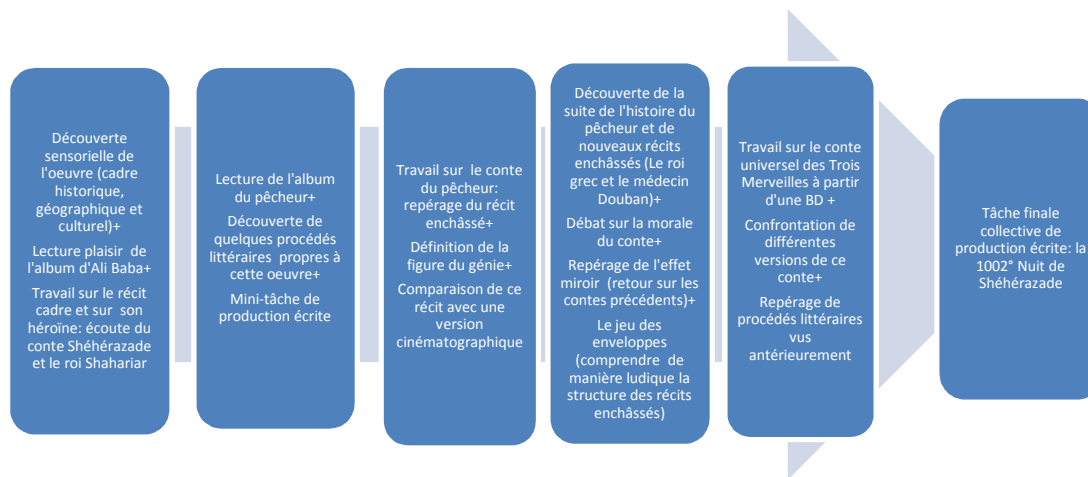 Découverte
sensorielle de
l'oeuvre (cadre
historique,
géographique et
culturel)+
Lecture plaisir de
l'album d'Ali Baba+
Travail sur le récit
cadre et sur son
héroïne: écoute du
conte Shéhérazade
et le roi Shahariar
Lecture de l'album
du pêcheur+
Découverte de
quelques procédés
littéraires propres à
cette oeuvre+
Mini-tâche de
production écrite
Travail sur le conte
du pêcheur:
repérage du récit
enchâssé+
Définition de la
figure du génie+
Comparaison de ce
récit avec une
version
cinématographique
Découverte de la
suite de l'histoire du
pêcheur et de
nouveaux récits
enchâssés (Le roi
grec et le médecin
Douban)+
Débat sur la morale
du conte+
Repérage de l'effet
miroir (retour sur les
contes précédents)+
Le jeu des
enveloppes
(comprendre de
manière ludique la
structure des récits
enchâssés)
Travail sur le conte
universel des Trois
Merveilles à partir
d'une BD +
Confrontation de
différentes
versions de ce
conte+
Repérage de
procédés littéraires
vus
antérieurement
Tâche finale
collective de
production écrite: la
1002° Nuit de
Shéhérazade